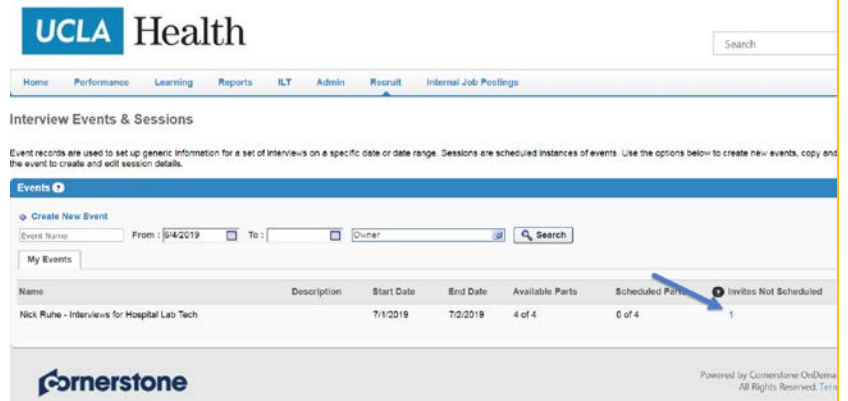 UCLA Health
Search
Home Performance Learning Reports ILT Admin Recruit Internal Job Postings
Interview Events & Sessions
Event records are used to set up generic information for a set of interviews on a specific date or date range. Sessions are scheduled instances of events. Use the options below to create new events, copy and
the event to create and edit session details.
Events ?
Create New Event
Event Name From : 6/4/2019 To : Owner Search
My Events
Name Description Start Date End Date Available Parts Scheduled Parts ? Invites Not Scheduled
Nick Ruhe - Interviews for Hospital Lab Tech 7/1/2019 7/2/2019 4 of 4 0 of 4 1
cornerstone
Powered by Cornerstone OnDema
All Rights Reserved. Term